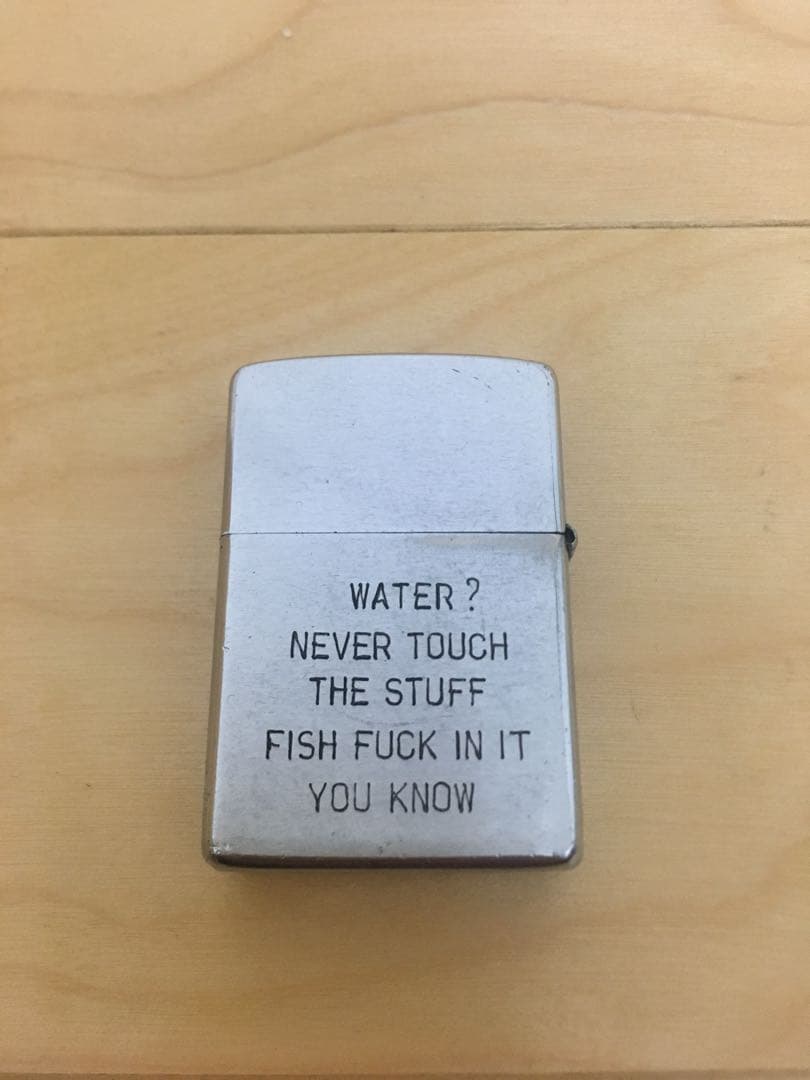 WATER?
NEVER TOUCH
THE STUFF
FISH FUCK IN IT
YOU KNOW